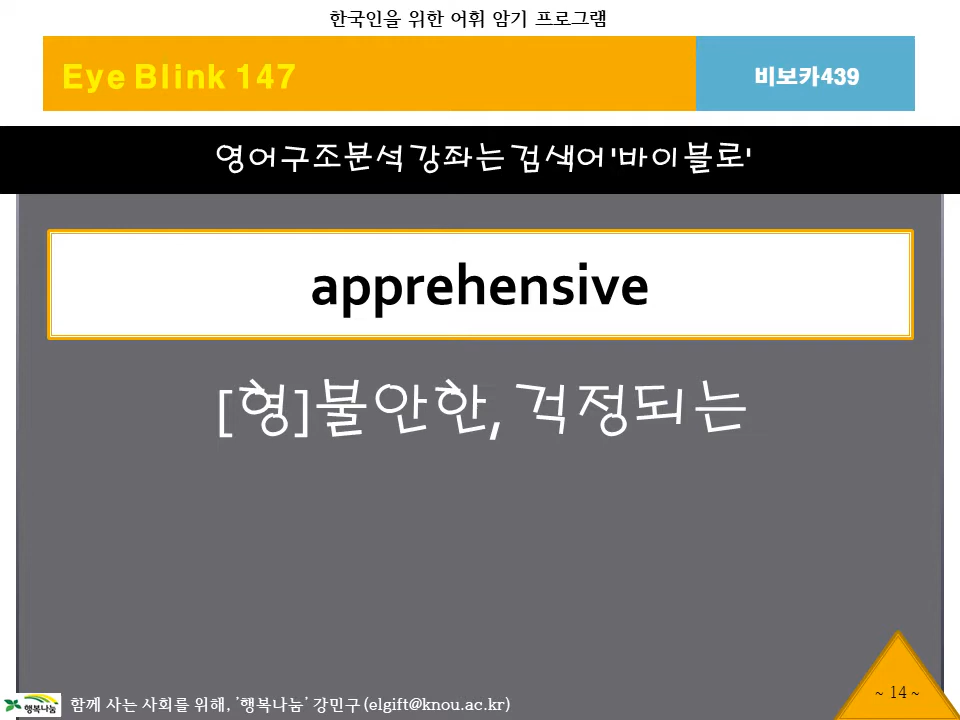 한국인을 위한 어휘 암기 프로그램
Eye Blink 147
비보카439
영어구조분석 강좌는 검색어 '바이블로'
apprehensive
[형]불안한, 걱정되는
~ 14 ~
행복나눔
함께 사는 사회를 위해, '행복나눔' 강민구 (elgift@knou.ac.kr)